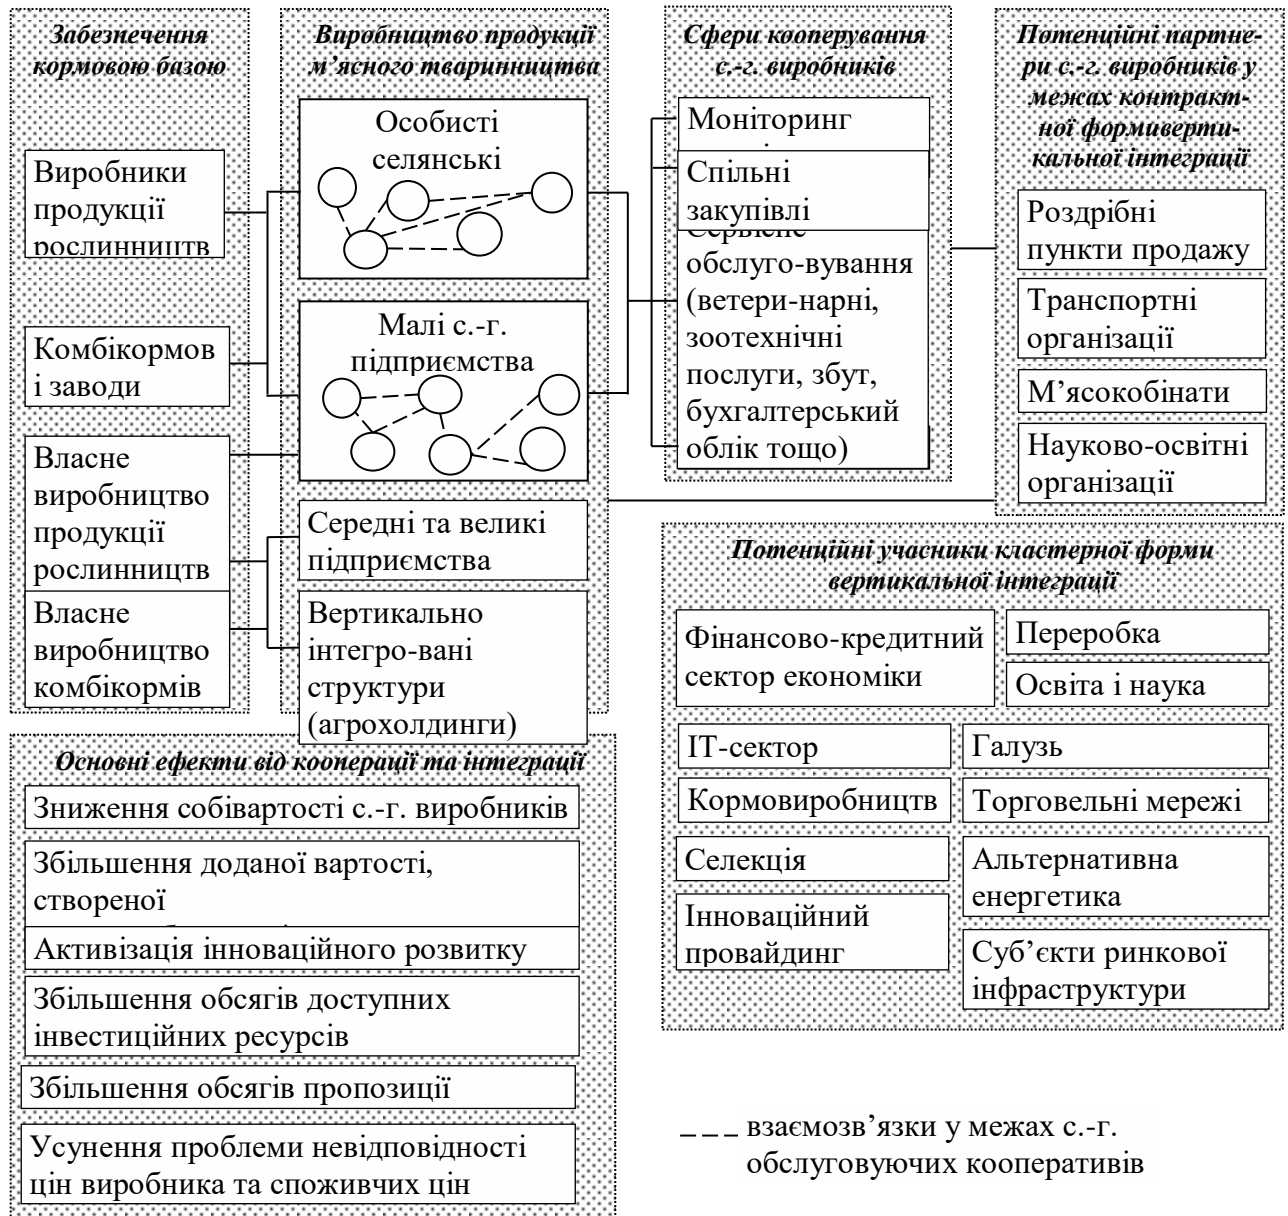 Забезпечення
кормовою базою
Виробники
продукції
рослинництв
Комбікормов
і заводи
Власне
виробництво
продукції
рослинництв
Власне
виробництво
комбікормів
Виробництво продукції
м’ясного тваринництва
Особисті
селянські
Малі с.-г.
підприємства
Середні та великі
підприємства
Вертикально
інтегро-вані
структури
(агрохолдинги)
Сфери кооперування
с.-г. виробників
Моніторинг
Спільні
закупівлі
Сервісне
обслуго-вування
(ветери-нарні,
зоотехнічні
послуги, збут,
бухгалтерський
облік тощо)
Потенційні партне-
ри с.-г. виробників у
межах контракт-
ної формиверти-
кальної інтеграції
Роздрібні
пункти продажу
Транспортні
організації
М’ясокобінати
Науково-освітні
організації
Потенційні учасники кластерної форми
вертикальної інтеграції
Фінансово-кредитний
сектор економіки
Переробка
Освіта і наука
ІТ-сектор
Галузь
Кормовиробництв
Торговельні мережі
Селекція
Альтернативна
енергетика
Інноваційний
провайдинг
Суб’єкти ринкової
інфраструктури
Основні ефекти від кооперації та інтеграції
Зниження собівартості с.-г. виробників
Збільшення доданої вартості,
створеної
Активізація інноваційного розвитку
Збільшення обсягів доступних
інвестиційних ресурсів
Збільшення обсягів пропозиції
Усунення проблеми невідповідності
цін виробника та споживчих цін
взаємозв’язки у межах с.-г.
обслуговуючих кооперативів